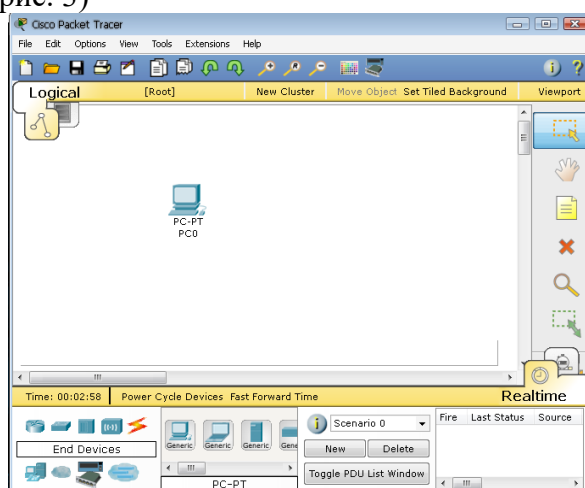 рис. 3)
Cisco Packet Tracer
File Edit Options View Tools Extensions Help
Logical [Root] New Cluster Move Object Set Tiled Background Viewport
PC-PT
PC0
Time: 00:02:58 Power Cycle Devices Fast Forward Time Realtime
End Devices
Generic Generic Generic Gene
PC-PT
Scenario 0
New Delete
Toggle PDU List Window
Fire Last Status Source